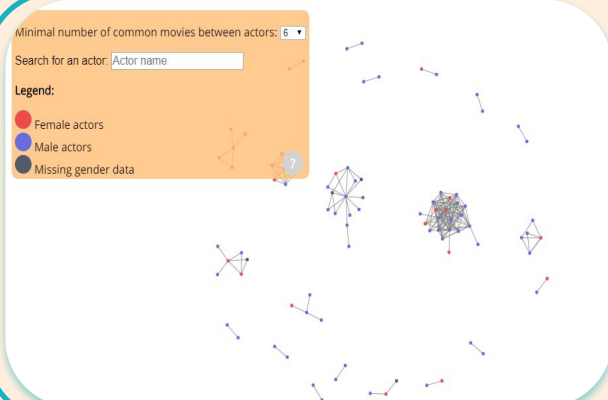 Minimal number of common movies between actors: 6
Search for an actor: Actor name
Legend:
Female actors
Male actors
Missing gender data
?